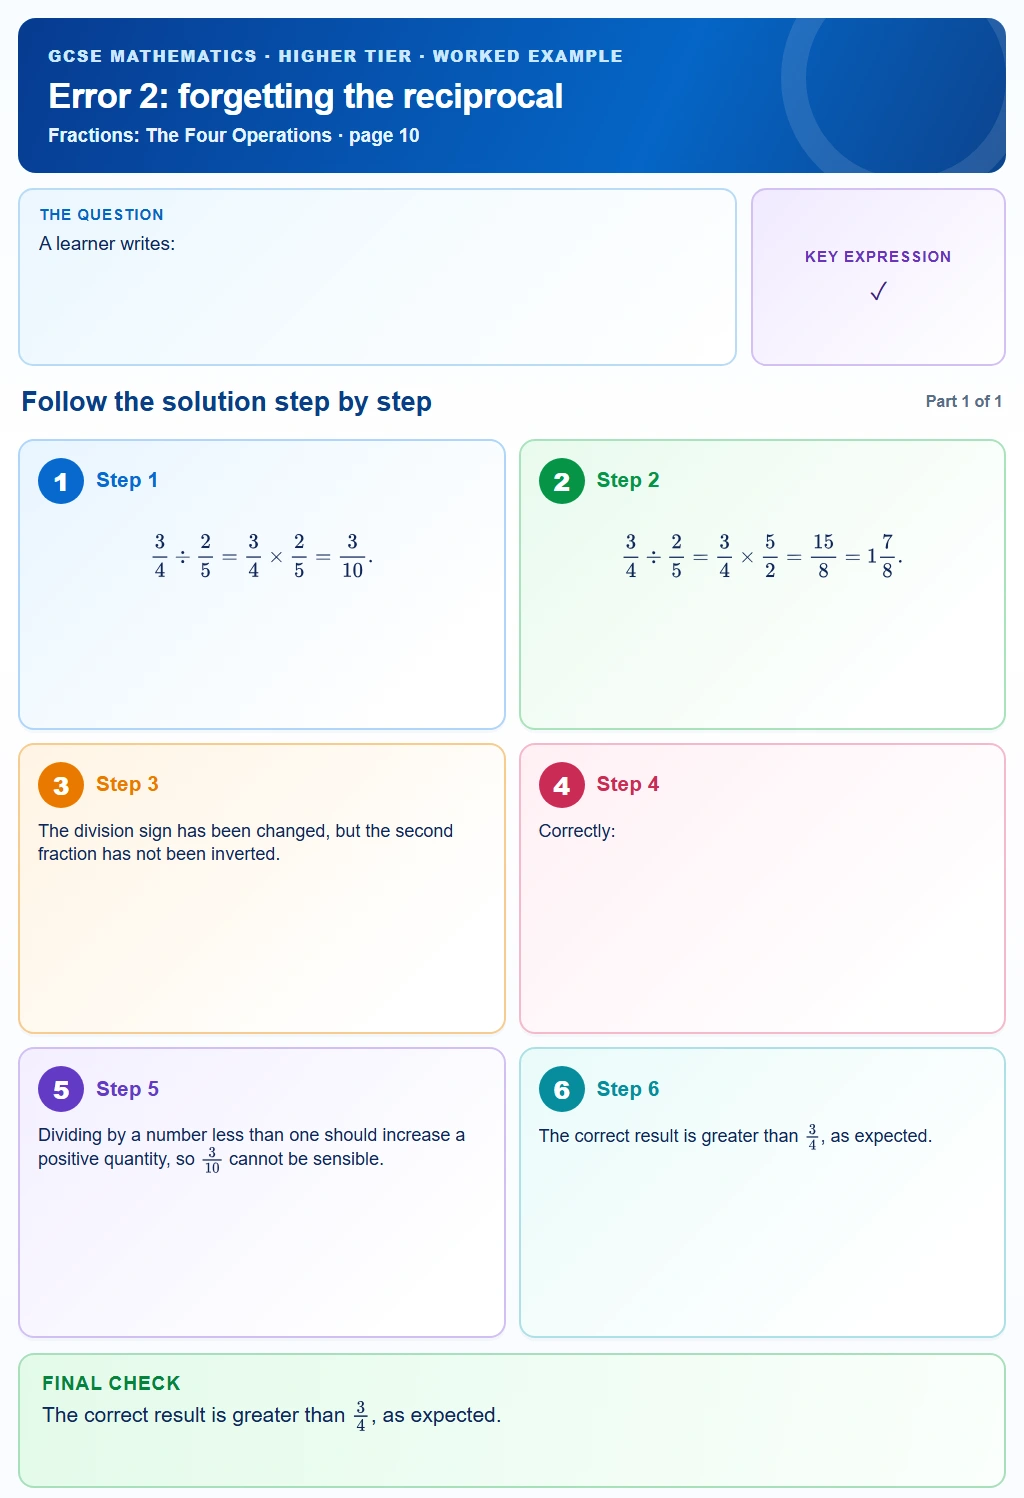 GCSE MATHEMATICS · HIGHER TIER · WORKED EXAMPLE
Error 2: forgetting the reciprocal
Fractions: The Four Operations · page 10
THE QUESTION
A learner writes:
KEY EXPRESSION
✓
Follow the solution step by step
Part 1 of 1
1 Step 1
3/4 ÷ 2/5 = 3/4 × 2/5 = 3/10.
2 Step 2
3/4 ÷ 2/5 = 3/4 × 5/2 = 15/8 = 1 7/8.
3 Step 3
The division sign has been changed, but the second
fraction has not been inverted.
4 Step 4
Correctly:
5 Step 5
Dividing by a number less than one should increase a
positive quantity, so 3/10 cannot be sensible.
6 Step 6
The correct result is greater than 3/4, as expected.
FINAL CHECK
The correct result is greater than 3/4, as expected.